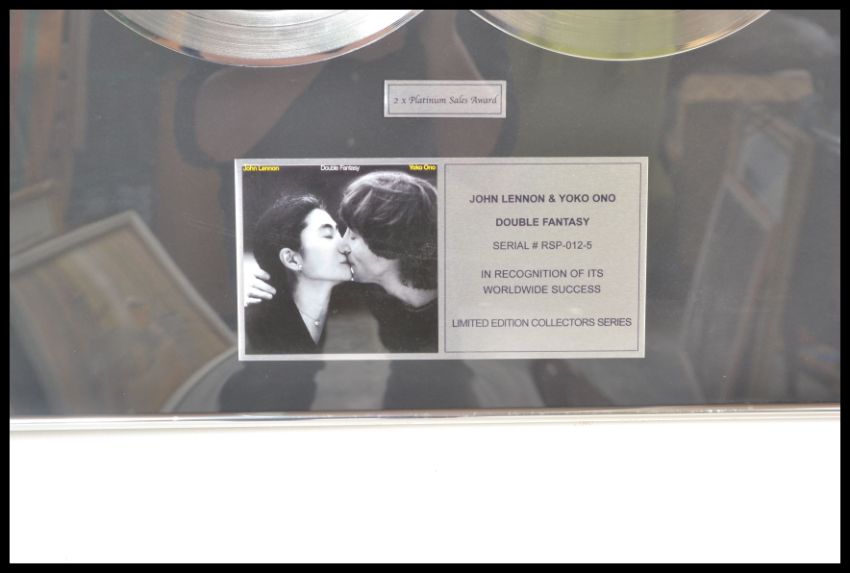 2 x Platinum Sales Award
John Lennon Double Fantasy Yoko Ono
JOHN LENNON & YOKO ONO
DOUBLE FANTASY
SERIAL # RSP-012-5
IN RECOGNITION OF ITS
WORLDWIDE SUCCESS
LIMITED EDITION COLLECTORS SERIES